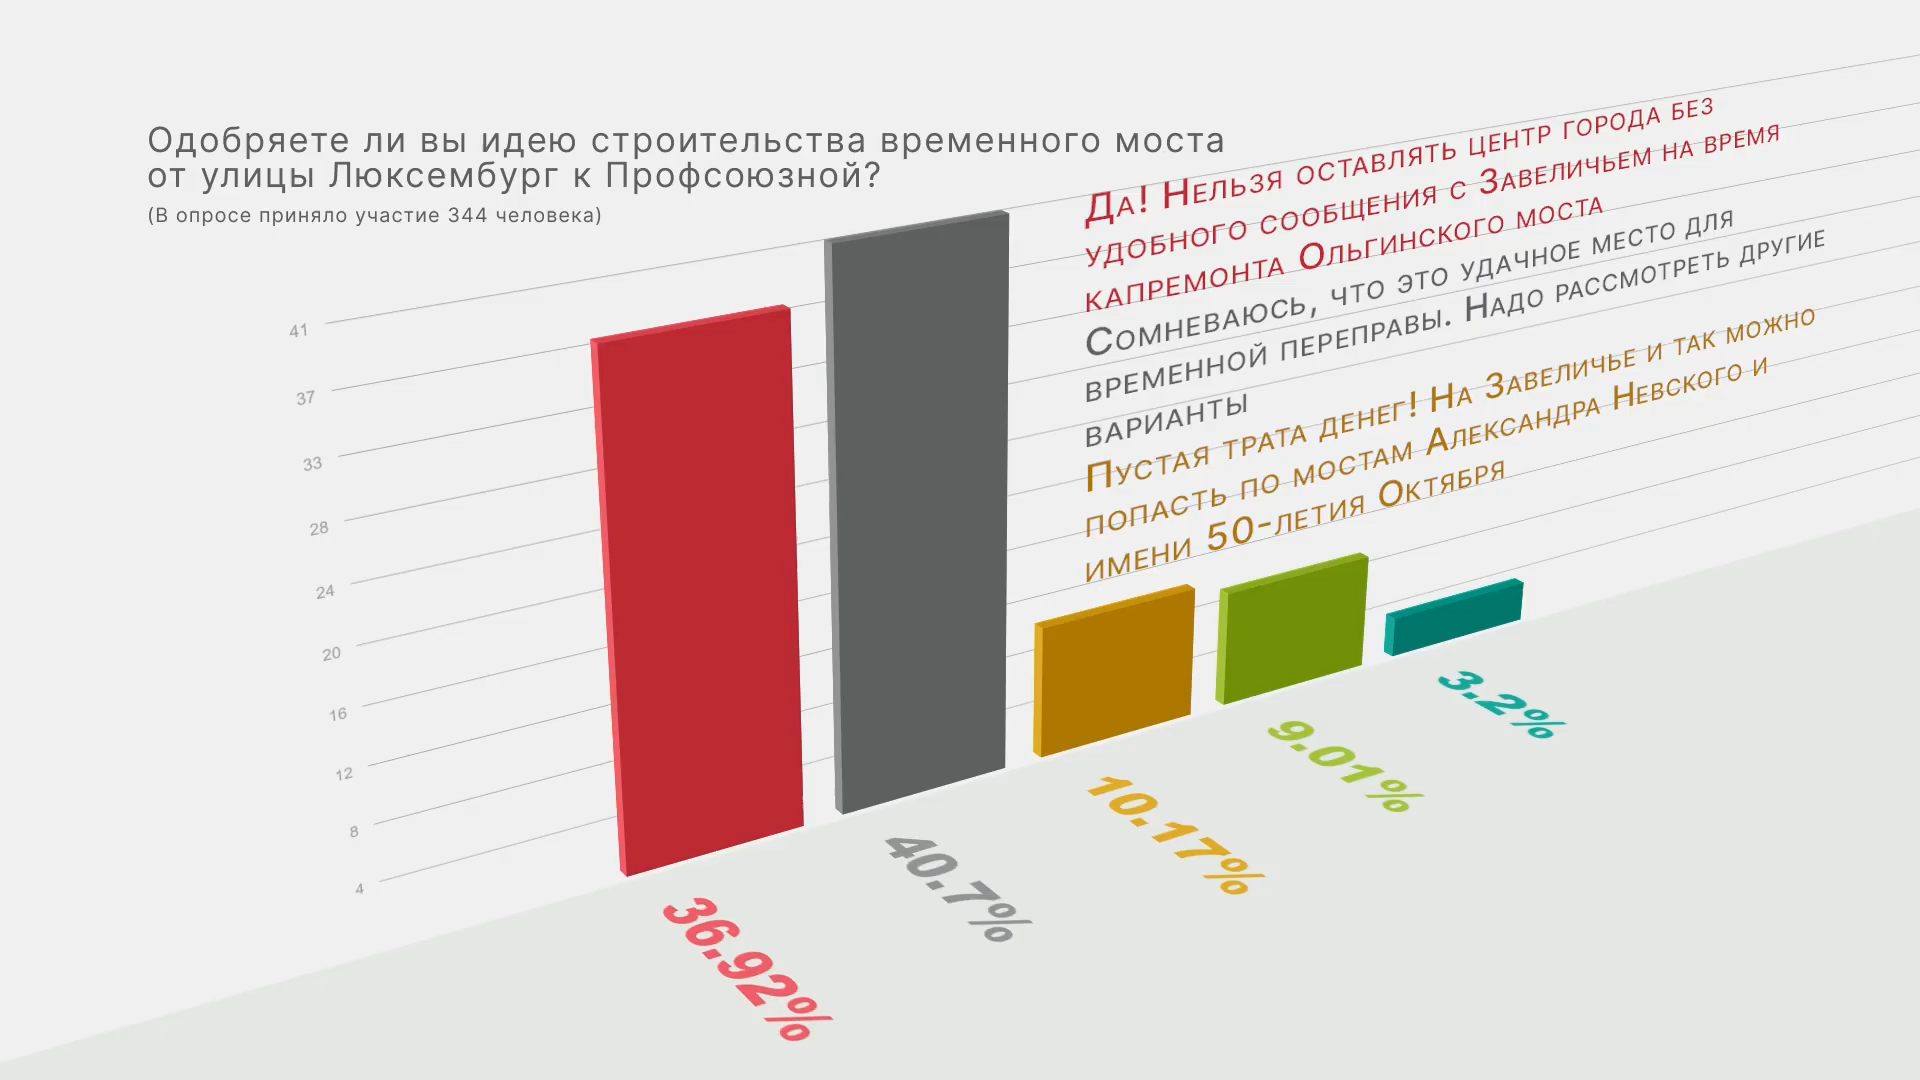 Одобряете ли вы идею строительства временного моста
от улицы Люксембург к Профсоюзной?
(В опросе приняло участие 344 человека)
Да! Нельзя оставлять центр города без
удобного сообщения с Завеличьем на время
капремонта Ольгинского моста
Сомневаюсь, что это удачное место для
временной переправы. Надо рассмотреть другие
варианты
Пустая трата денег! На Завеличье и так можно
попасть по мостам Александра Невского и
имени 50-летия Октября
41
37
33
28
24
20
16
12
8
4
36.92%
40.7%
10.17%
9.01%
3.2%